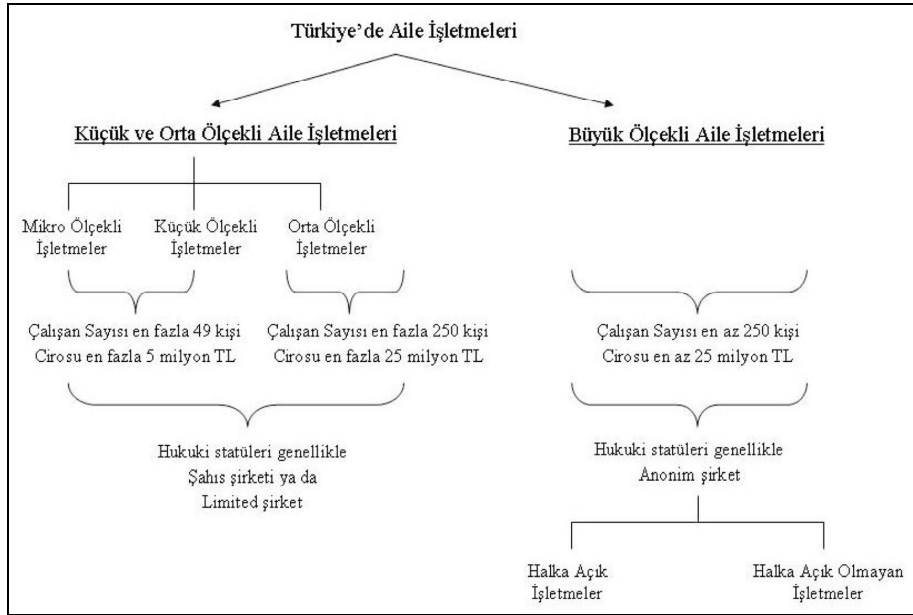 Türkiye’de Aile İşletmeleri
Küçük ve Orta Ölçekli Aile İşletmeleri
Büyük Ölçekli Aile İşletmeleri
Mikro Ölçekli
İşletmeler
Küçük Ölçekli
İşletmeler
Orta Ölçekli
İşletmeler
Çalışan Sayısı en fazla 49 kişi
Cirosu en fazla 5 milyon TL
Çalışan Sayısı en fazla 250 kişi
Cirosu en fazla 25 milyon TL
Çalışan Sayısı en az 250 kişi
Cirosu en az 25 milyon TL
Hukuki statüleri genellikle
Şahıs şirketi ya da
Limited şirket
Hukuki statüleri genellikle
Anonim şirket
Halka Açık
İşletmeler
Halka Açık Olmayan
İşletmeler